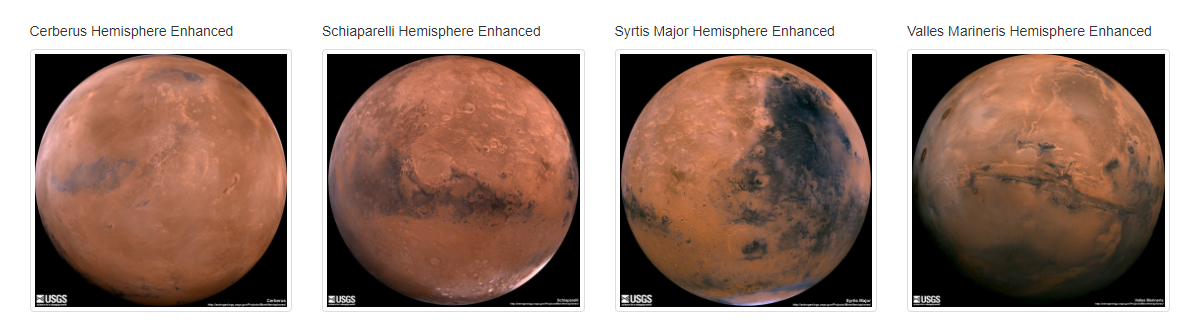 Cerberus Hemisphere Enhanced
Schiaparelli Hemisphere Enhanced
Syrtis Major Hemisphere Enhanced
Valles Marineris Hemisphere Enhanced
USGS
Cerberus
USGS
Schiaparelli
USGS
Syrtis Major
USGS
Valles Marineris